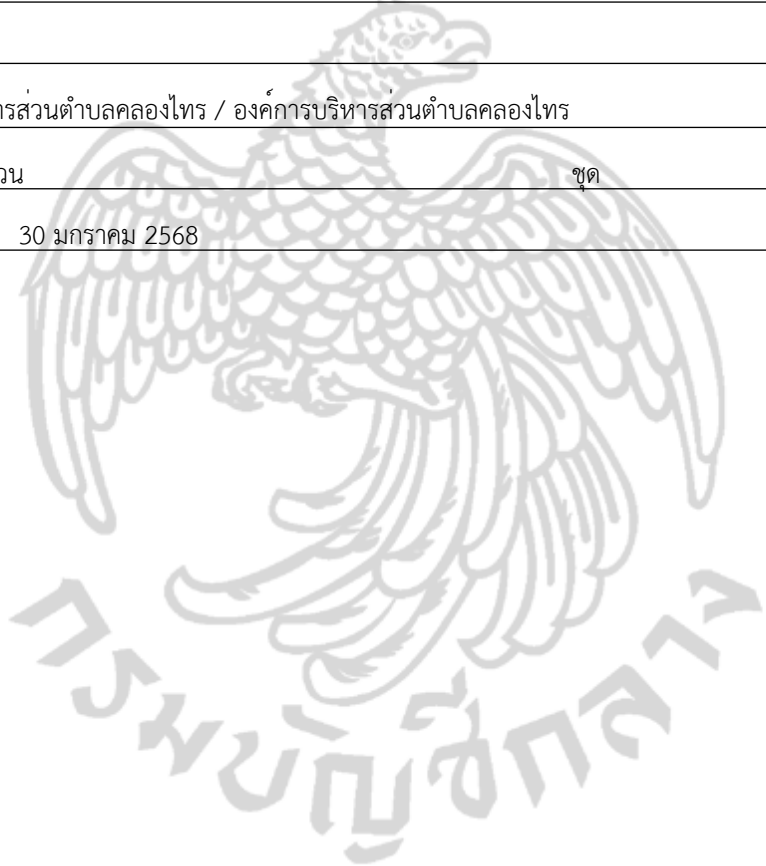 ารส่วนตำบลคลองไทร / องค์การบริหารส่วนตำบลคลองไทร
วน ชุด
30 มกราคม 2568
กรมบัญชีกลาง